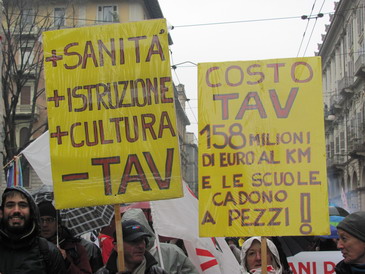 +SANITÀ
+ISTRUZIONE
+CULTURA
-TAV
COSTO
TAV
158 MILIONI
DI EURO AL KM
E LE SCUOLE
CADONO
A PEZZI!